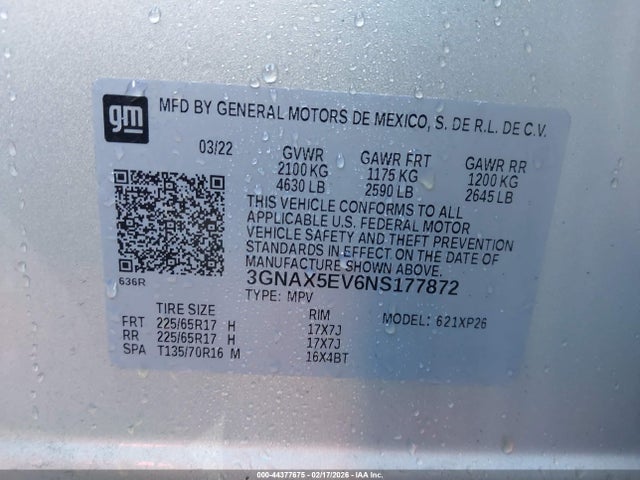 gm
MFD BY GENERAL MOTORS DE MEXICO, S. DE R.L. DE C.V.
03/22 GVWR GAWR FRT GAWR RR
2100 KG 1175 KG 1200 KG
4630 LB 2590 LB 2645 LB
THIS VEHICLE CONFORMS TO ALL
APPLICABLE U.S. FEDERAL MOTOR
VEHICLE SAFETY AND THEFT PREVENTION
STANDARDS IN EFFECT ON THE DATE OF
MANUFACTURE SHOWN ABOVE.
636R
3GNAX5EV6NS177872
TYPE: MPV
TIRE SIZE RIM MODEL: 621XP26
FRT 225/65R17 H 17X7J
RR 225/65R17 H 17X7J
SPA T135/70R16 M 16X4BT
000-44377675 - 02/17/2026 - IAA Inc.